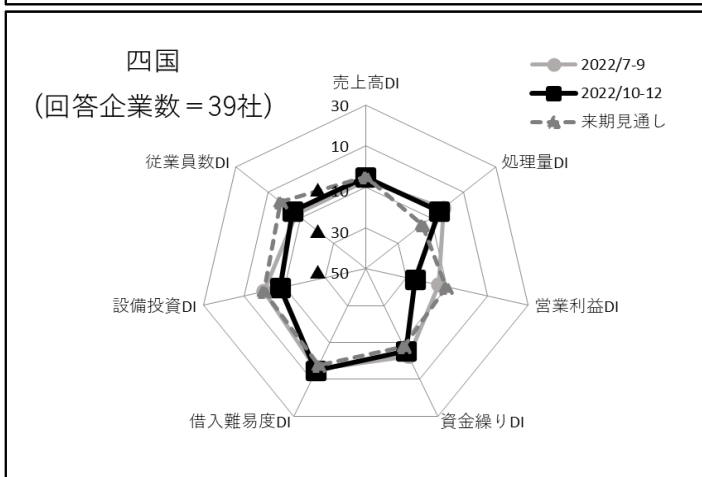 四国
（回答企業数＝39社）
2022/7-9
2022/10-12
来期見通し
売上高DI
処理量DI
営業利益DI
資金繰りDI
借入難易度DI
設備投資DI
従業員数DI
30
10
▲ 10
▲ 30
▲ 50